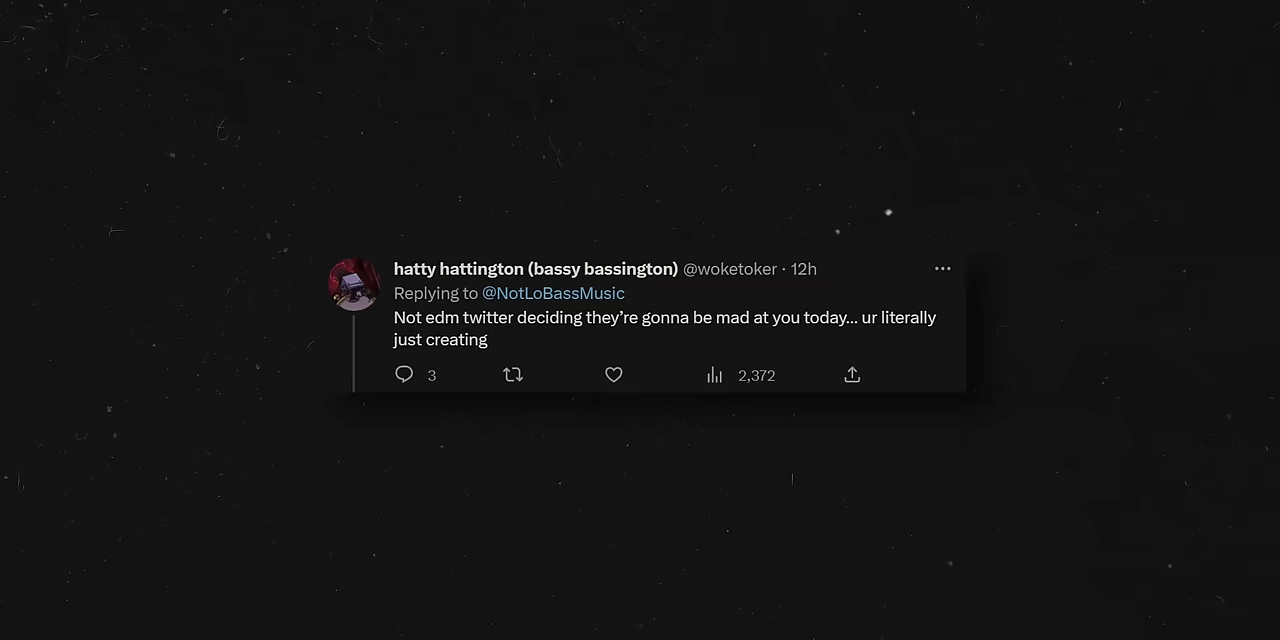 hatty hattington (bassy bassington) @woketoker · 12h
Replying to @NotLoBassMusic
Not edm twitter deciding they’re gonna be mad at you today... ur literally
just creating
3 2,372